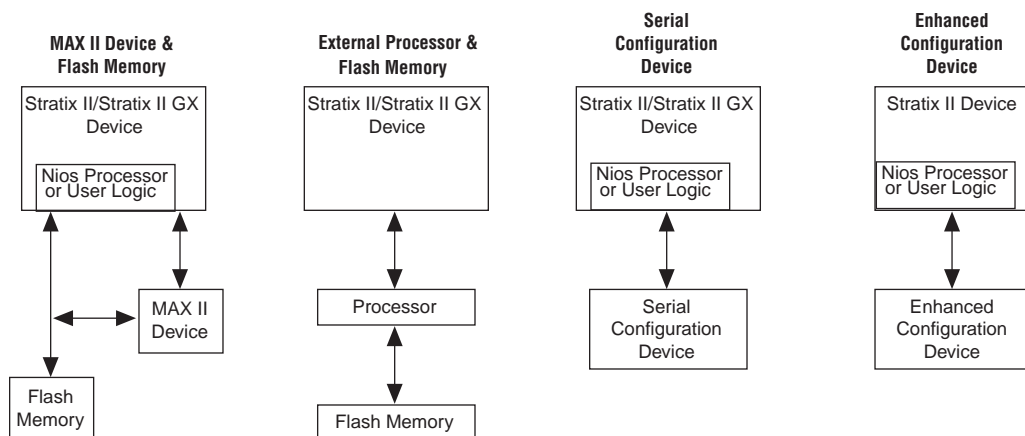 MAX II Device &
Flash Memory
Stratix II/Stratix II GX
Device
Nios Processor
or User Logic
MAX II
Device
Flash
Memory
External Processor &
Flash Memory
Stratix II/Stratix II GX
Device
Processor
Flash Memory
Serial
Configuration
Device
Stratix II/Stratix II GX
Device
Nios Processor
or User Logic
Serial
Configuration
Device
Enhanced
Configuration
Device
Stratix II Device
Nios Processor
or User Logic
Enhanced
Configuration
Device